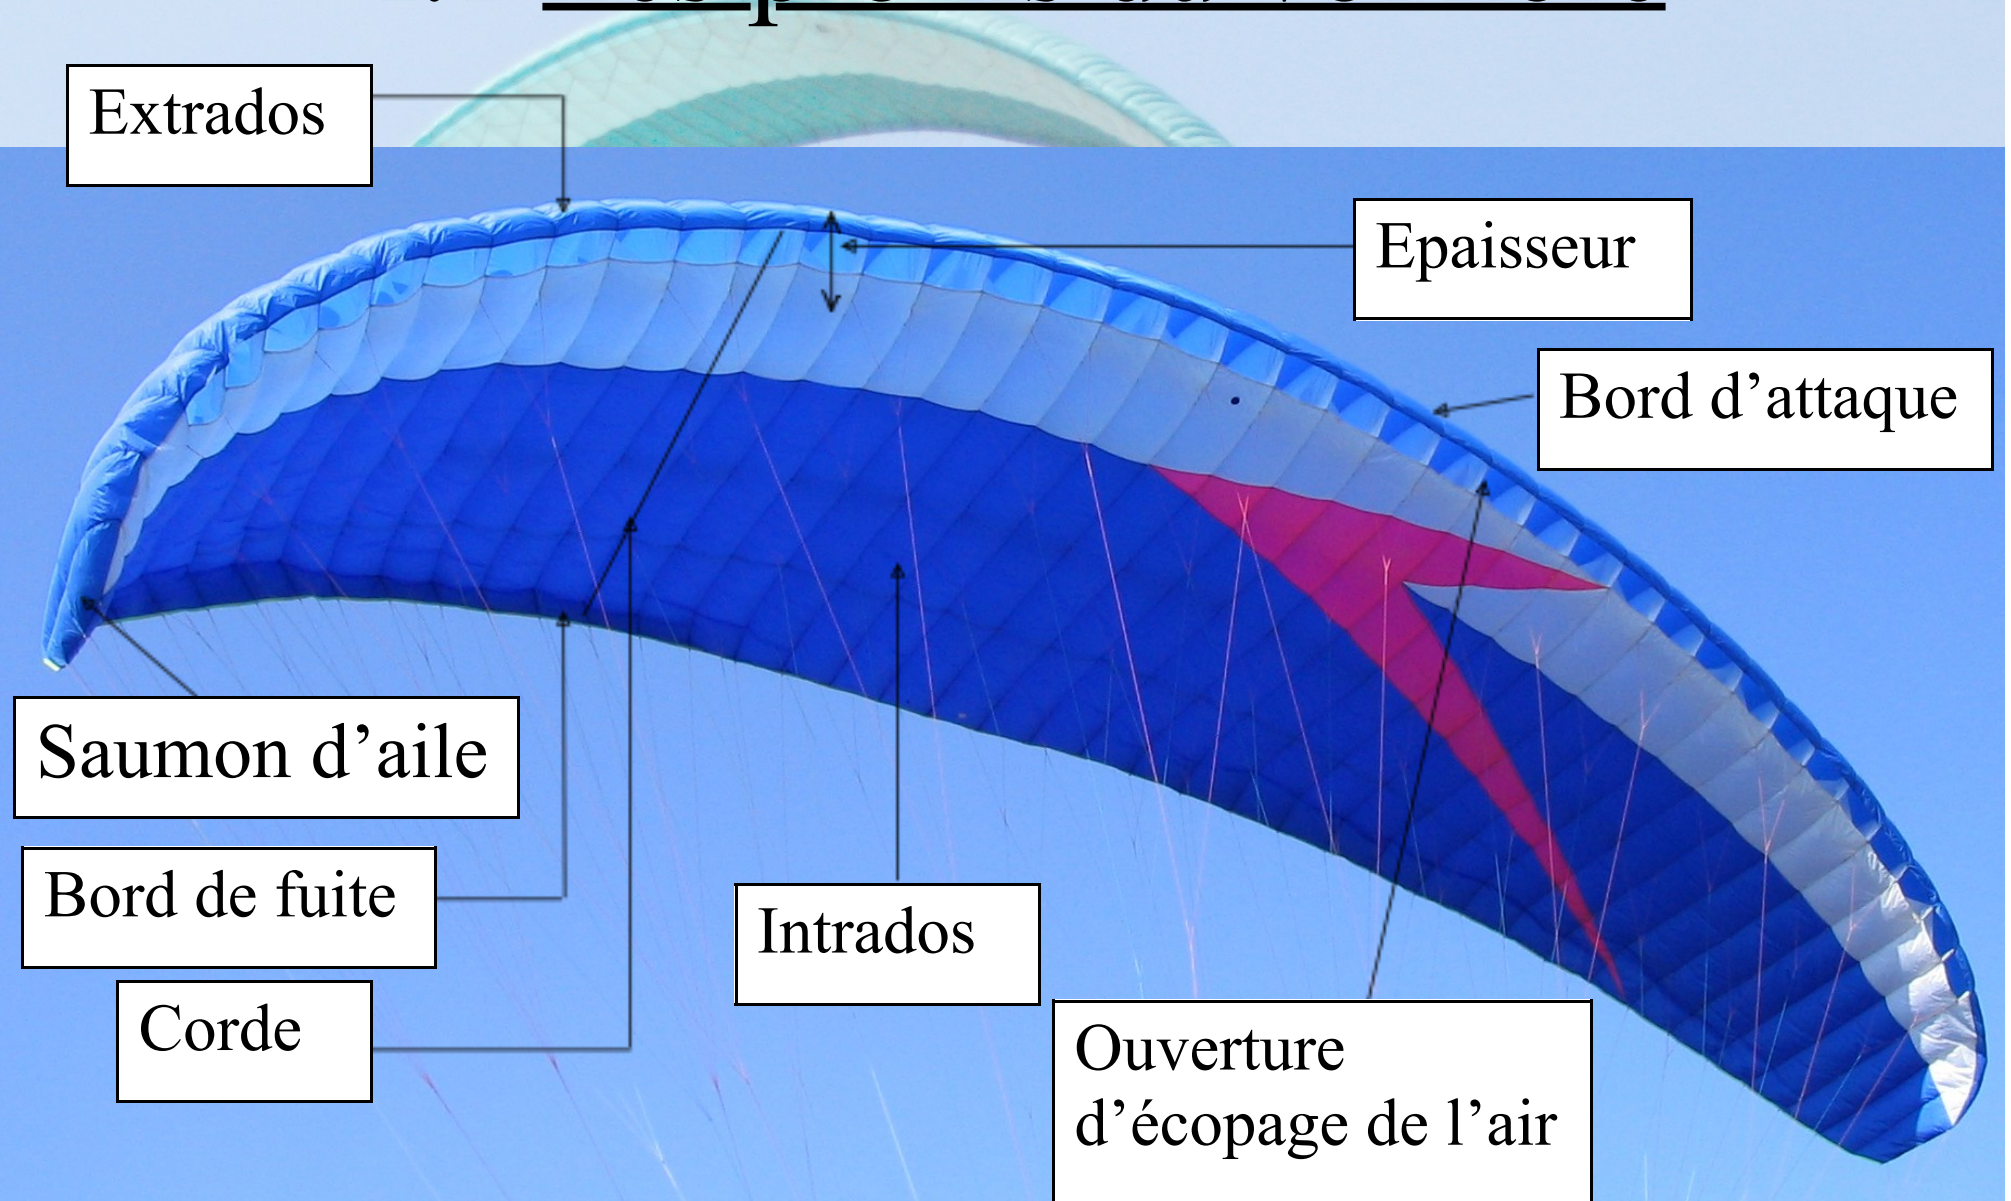 Extrados
Epaisseur
Bord d’attaque
Saumon d’aile
Bord de fuite
Intrados
Corde
Ouverture
d’écopage de l’air